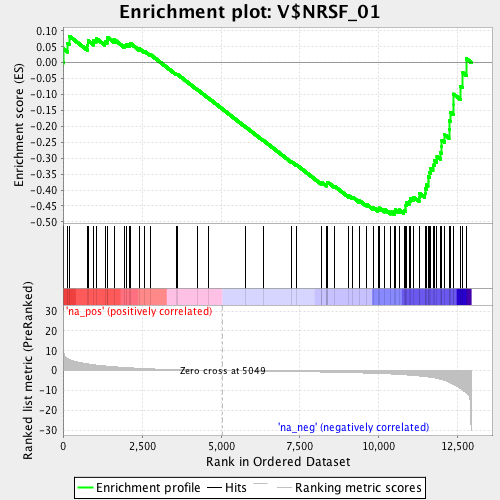 Enrichment plot: V$NRSF_01
Enrichment score (ES)
0.10
0.05
0.00
-0.05
-0.10
-0.15
-0.20
-0.25
-0.30
-0.35
-0.40
-0.45
-0.50
'na_pos' (positively correlated)
Ranked list metric (PreRanked)
30
20
10
0
-10
-20
-30
Zero cross at 5049
'na_neg' (negatively correlated)
0 2,500 5,000 7,500 10,000 12,500
Rank in Ordered Dataset
Enrichment profile Hits Ranking metric scores